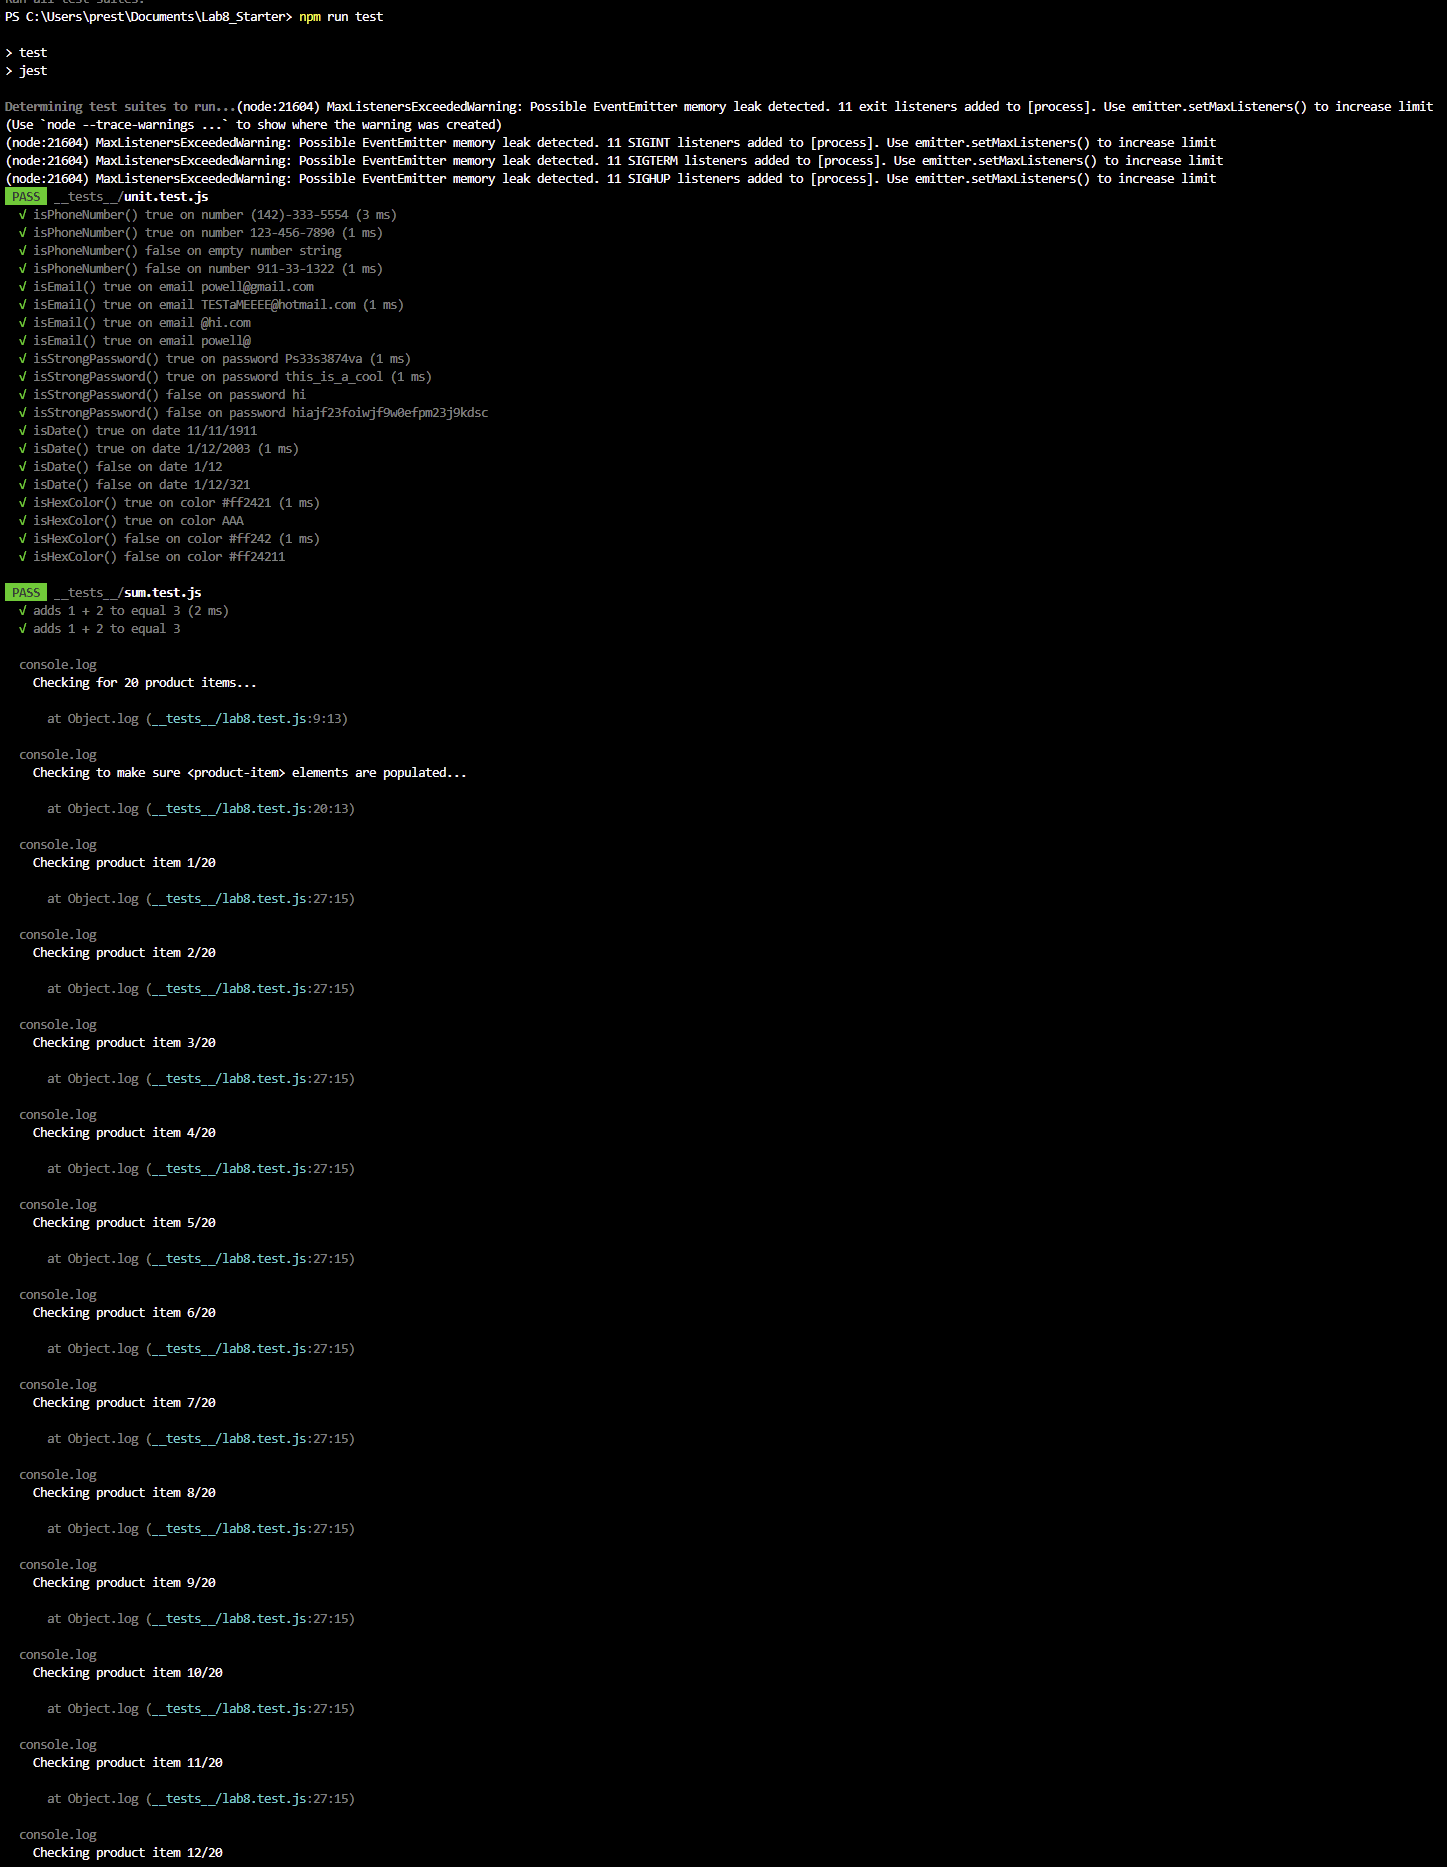 Ran all test suites.
PS C:\Users\prest\Documents\Lab8_Starter> npm run test
> test
> jest
Determining test suites to run...(node:21604) MaxListenersExceededWarning: Possible EventEmitter memory leak detected. 11 exit listeners added to [process]. Use emitter.setMaxListeners() to increase limit
(Use `node --trace-warnings ...` to show where the warning was created)
(node:21604) MaxListenersExceededWarning: Possible EventEmitter memory leak detected. 11 SIGINT listeners added to [process]. Use emitter.setMaxListeners() to increase limit
(node:21604) MaxListenersExceededWarning: Possible EventEmitter memory leak detected. 11 SIGTERM listeners added to [process]. Use emitter.setMaxListeners() to increase limit
(node:21604) MaxListenersExceededWarning: Possible EventEmitter memory leak detected. 11 SIGHUP listeners added to [process]. Use emitter.setMaxListeners() to increase limit
PASS __tests__/unit.test.js
√ isPhoneNumber() true on number (142)-333-5554 (3 ms)
√ isPhoneNumber() true on number 123-456-7890 (1 ms)
√ isPhoneNumber() false on empty number string
√ isPhoneNumber() false on number 911-33-1322 (1 ms)
√ isEmail() true on email powell@gmail.com
√ isEmail() true on email TESTaMEEEE@hotmail.com (1 ms)
√ isEmail() true on email @hi.com
√ isEmail() true on email powell@
√ isStrongPassword() true on password Ps33s3874va (1 ms)
√ isStrongPassword() true on password this_is_a_cool (1 ms)
√ isStrongPassword() false on password hi
√ isStrongPassword() false on password hiajf23foiwjf9w0efpm23j9kdsc
√ isDate() true on date 11/11/1911
√ isDate() true on date 1/12/2003 (1 ms)
√ isDate() false on date 1/12
√ isDate() false on date 1/12/321
√ isHexColor() true on color #ff2421 (1 ms)
√ isHexColor() true on color AAA
√ isHexColor() false on color #ff242 (1 ms)
√ isHexColor() false on color #ff24211
PASS __tests__/sum.test.js
√ adds 1 + 2 to equal 3 (2 ms)
√ adds 1 + 2 to equal 3
console.log
Checking for 20 product items...
at Object.log (__tests__/lab8.test.js:9:13)
console.log
Checking to make sure <product-item> elements are populated...
at Object.log (__tests__/lab8.test.js:20:13)
console.log
Checking product item 1/20
at Object.log (__tests__/lab8.test.js:27:15)
console.log
Checking product item 2/20
at Object.log (__tests__/lab8.test.js:27:15)
console.log
Checking product item 3/20
at Object.log (__tests__/lab8.test.js:27:15)
console.log
Checking product item 4/20
at Object.log (__tests__/lab8.test.js:27:15)
console.log
Checking product item 5/20
at Object.log (__tests__/lab8.test.js:27:15)
console.log
Checking product item 6/20
at Object.log (__tests__/lab8.test.js:27:15)
console.log
Checking product item 7/20
at Object.log (__tests__/lab8.test.js:27:15)
console.log
Checking product item 8/20
at Object.log (__tests__/lab8.test.js:27:15)
console.log
Checking product item 9/20
at Object.log (__tests__/lab8.test.js:27:15)
console.log
Checking product item 10/20
at Object.log (__tests__/lab8.test.js:27:15)
console.log
Checking product item 11/20
at Object.log (__tests__/lab8.test.js:27:15)
console.log
Checking product item 12/20